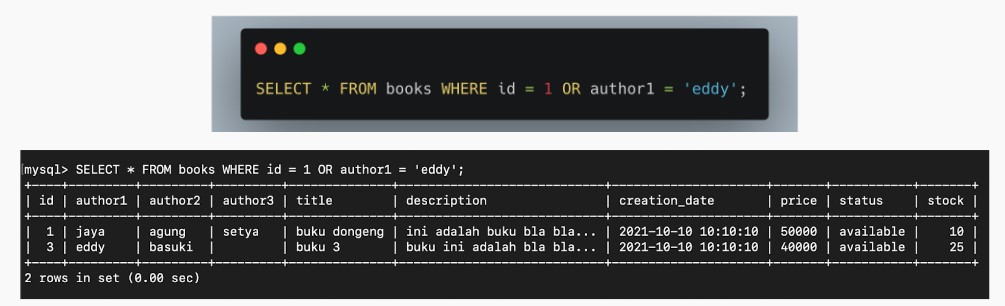 SELECT * FROM books WHERE id = 1 OR author1 = 'eddy';
mysql> SELECT * FROM books WHERE id = 1 OR author1 = 'eddy';
+----+---------+---------+---------+--------------+---------------------------+---------------------+-------+-----------+-------+
| id | author1 | author2 | author3 | title | description | creation_date | price | status | stock |
+----+---------+---------+---------+--------------+---------------------------+---------------------+-------+-----------+-------+
| 1 | jaya | agung | setya | buku dongeng | ini adalah buku bla bla... | 2021-10-10 10:10:10 | 50000 | available | 10 |
| 3 | eddy | basuki | | buku 3 | buku ini adalah bla bla... | 2021-10-10 10:10:10 | 40000 | available | 25 |
+----+---------+---------+---------+--------------+---------------------------+---------------------+-------+-----------+-------+
2 rows in set (0.00 sec)